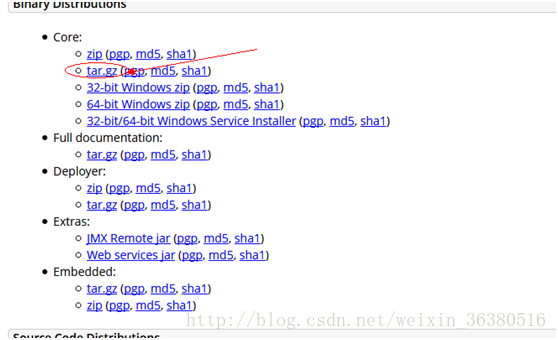 Binary Distributions
Core:
zip (pgp, md5, sha1)
tar.gz (pgp, md5, sha1)
32-bit Windows zip (pgp, md5, sha1)
64-bit Windows zip (pgp, md5, sha1)
32-bit/64-bit Windows Service Installer (pgp, md5, sha1)
Full documentation:
tar.gz (pgp, md5, sha1)
Deployer:
zip (pgp, md5, sha1)
tar.gz (pgp, md5, sha1)
Extras:
JMX Remote jar (pgp, md5, sha1)
Web services jar (pgp, md5, sha1)
Embedded:
tar.gz (pgp, md5, sha1)
zip (pgp, md5, sha1)
http://blog.csdn.net/weixin_36380516
Source Code Distributions